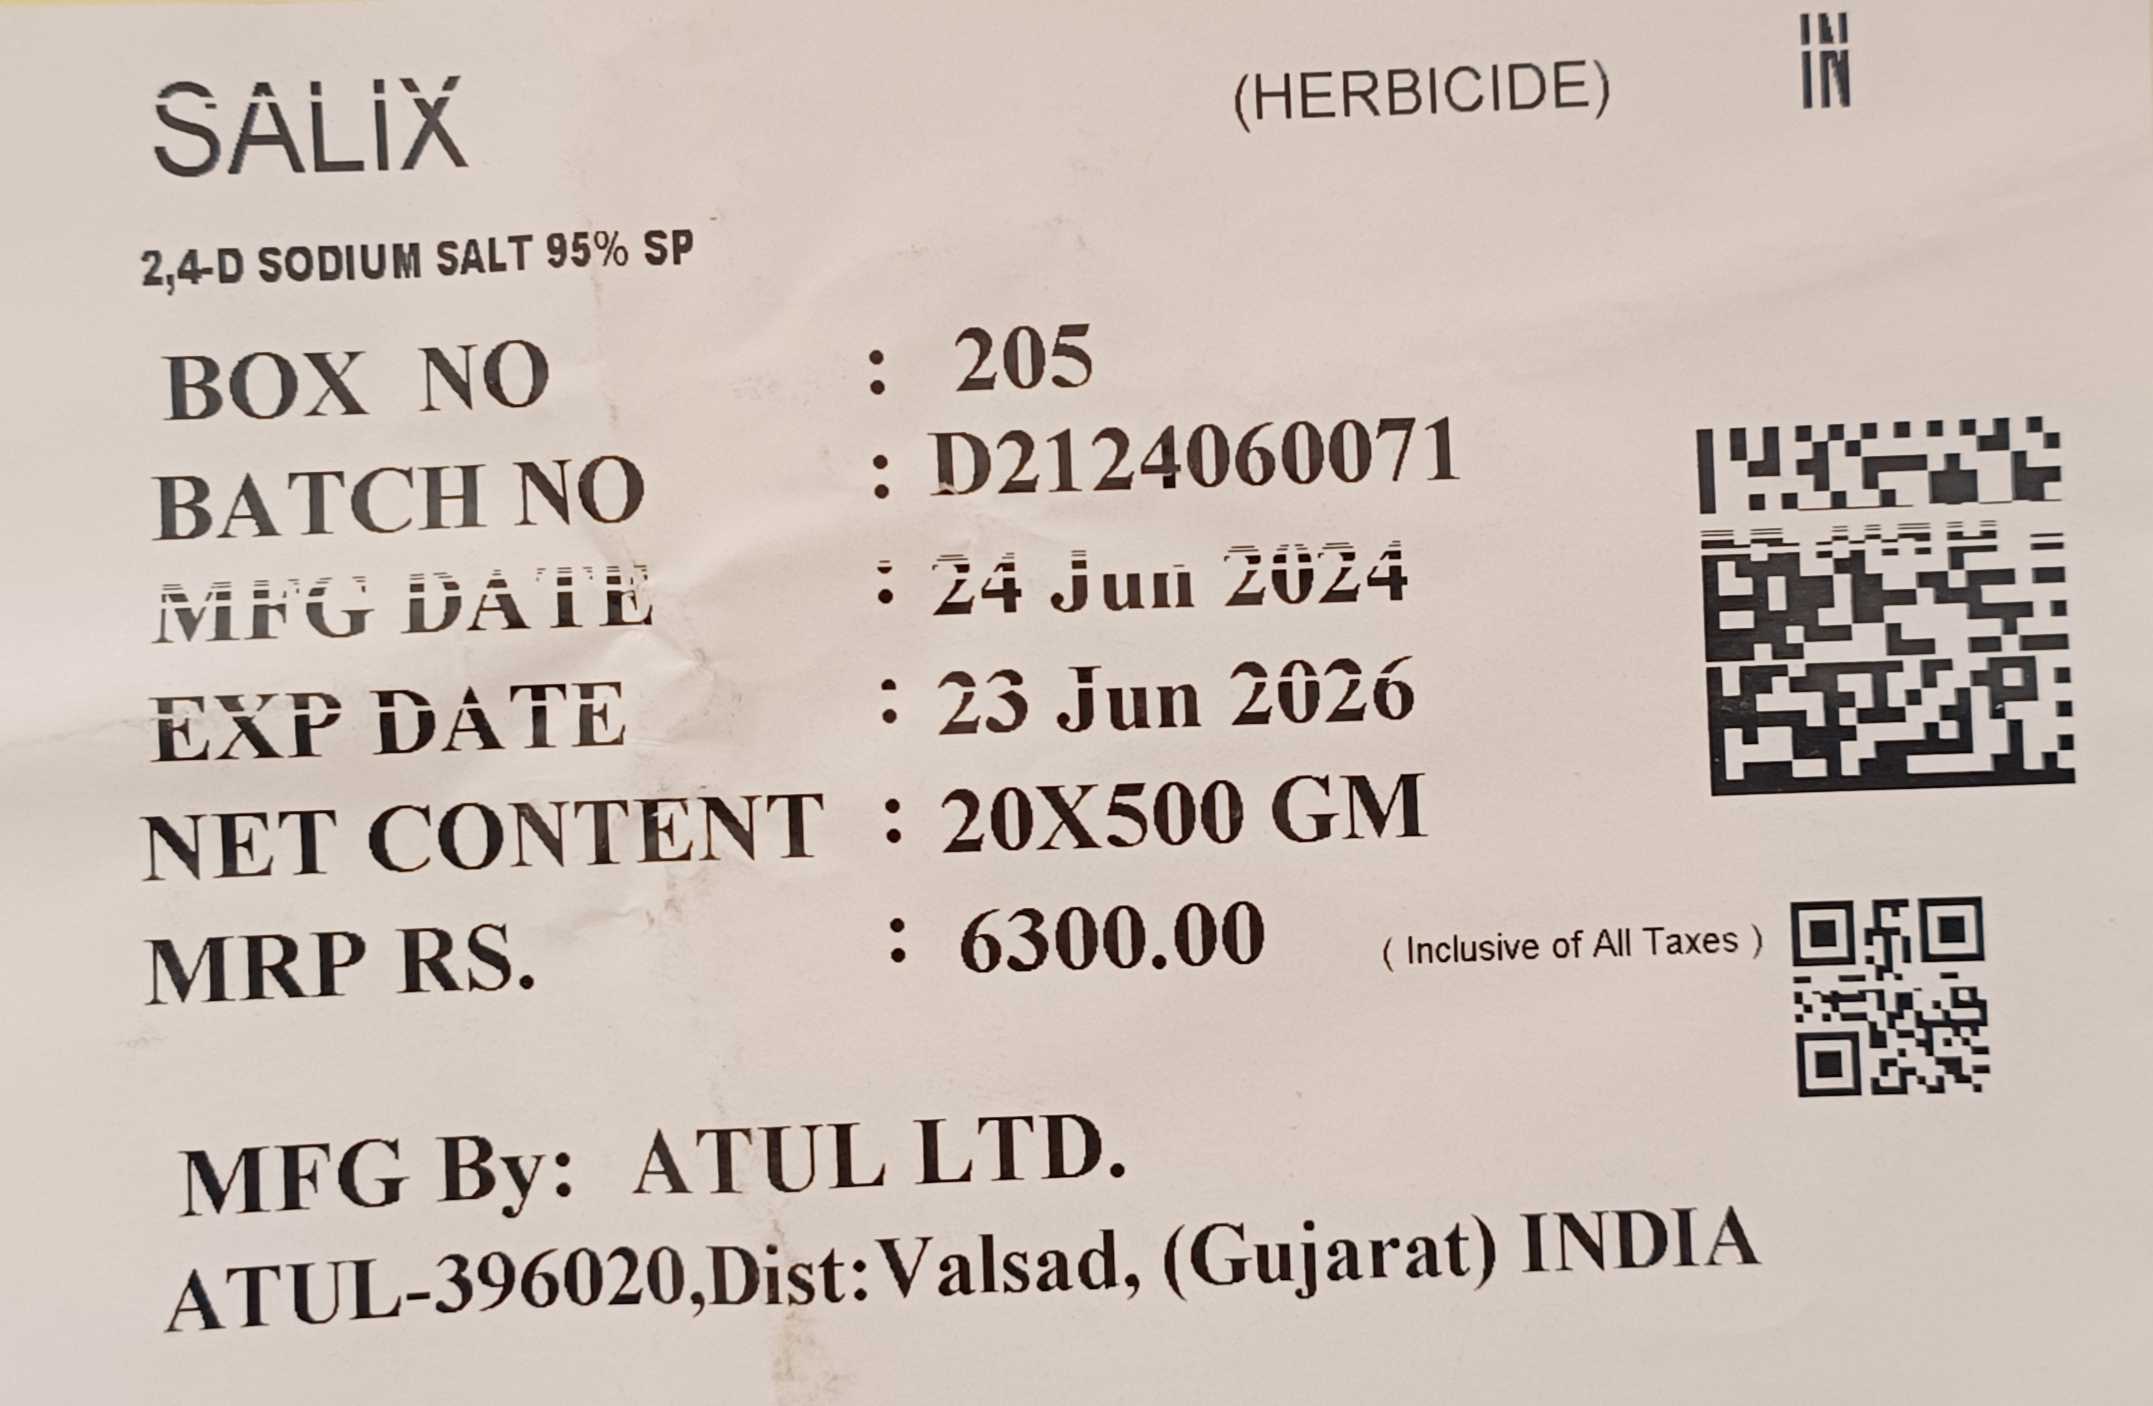 SALIX (HERBICIDE) IN
2,4-D SODIUM SALT 95% SP
BOX NO : 205
BATCH NO : D2124060071
MFG DATE : 24 Jun 2024
EXP DATE : 23 Jun 2026
NET CONTENT : 20X500 GM
MRP RS. : 6300.00 ( Inclusive of All Taxes )
MFG By: ATUL LTD.
ATUL-396020,Dist:Valsad, (Gujarat) INDIA